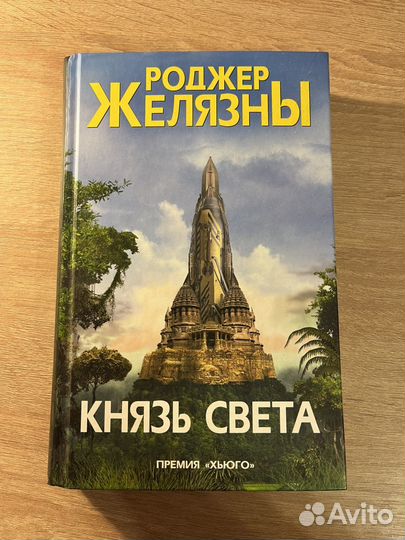 РОДЖЕР
ЖЕЛЯЗНЫ
КНЯЗЬ СВЕТА
ПРЕМИЯ «ХЬЮГО»
Avito